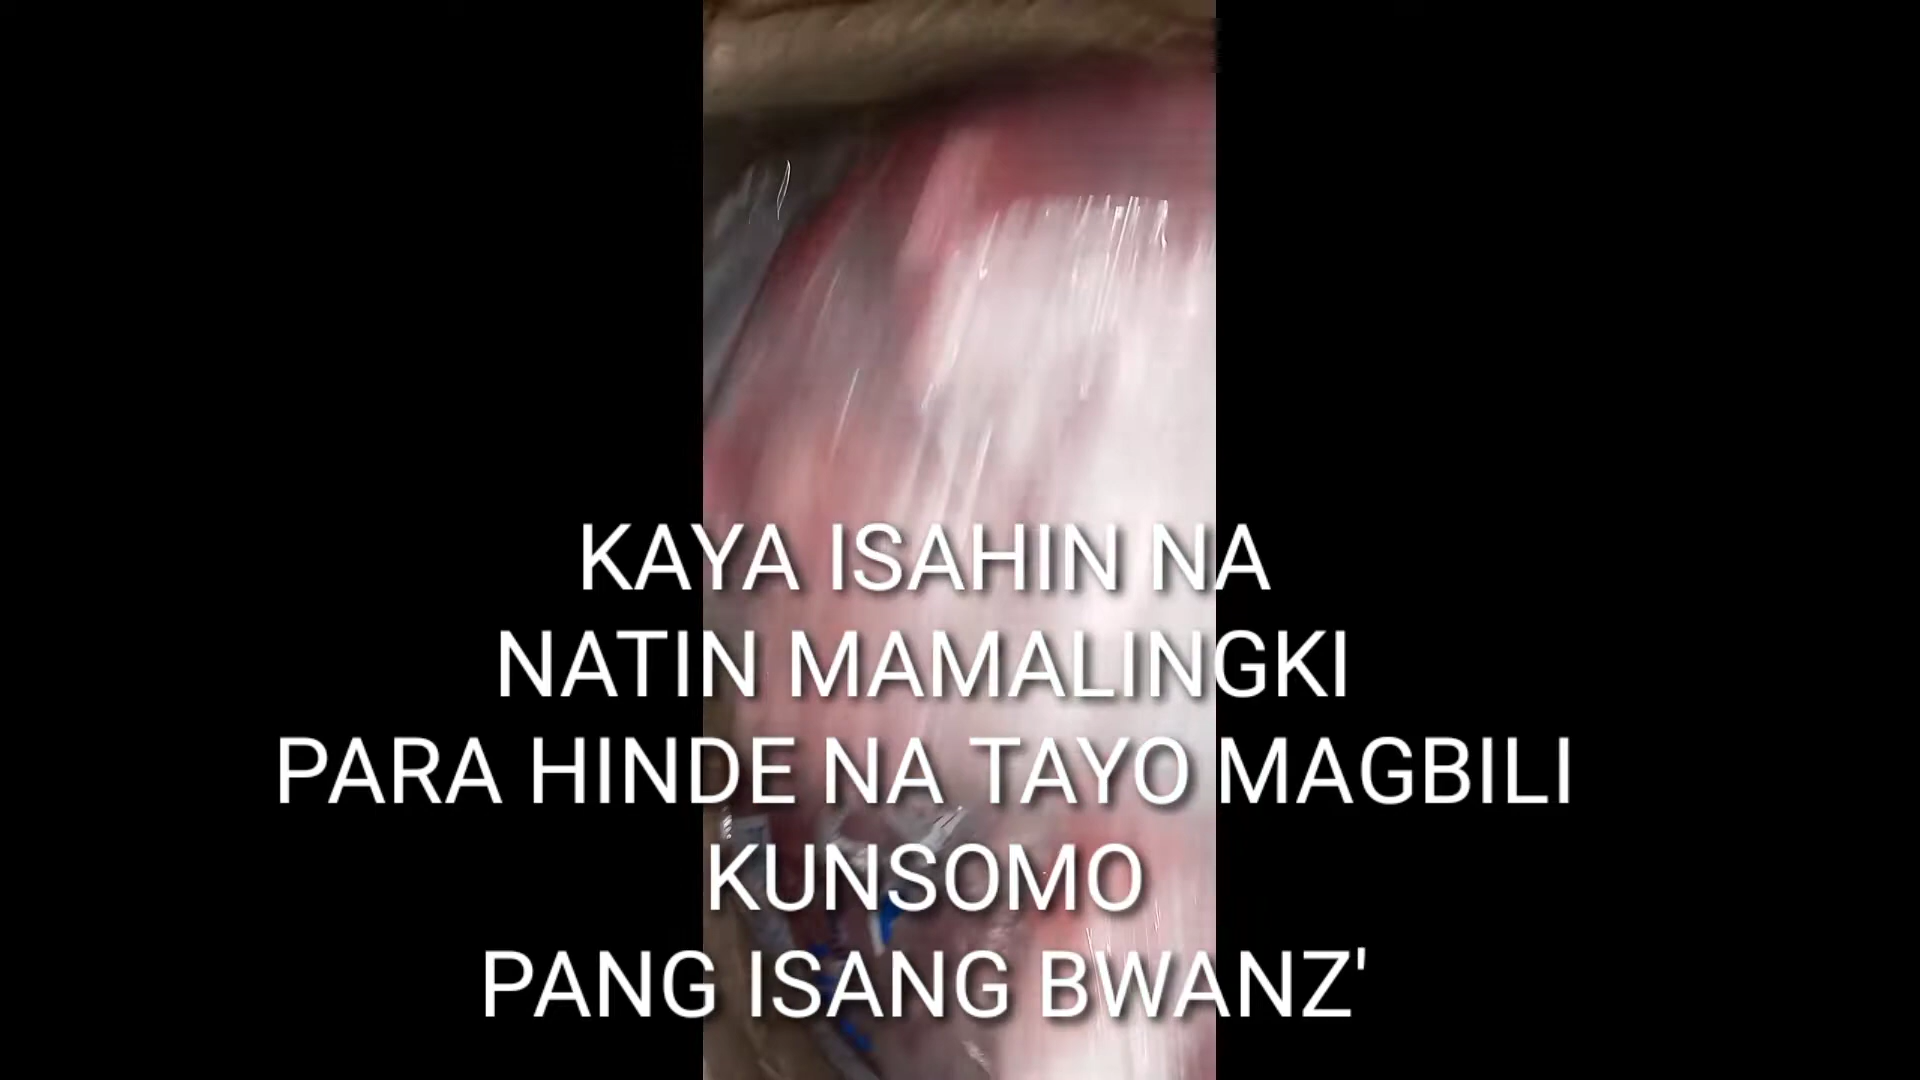 KAYA ISAHIN NA
NATIN MAMALINGKI
PARA HINDE NA TAYO MAGBILI
KUNSOMO
PANG ISANG BWANZ'